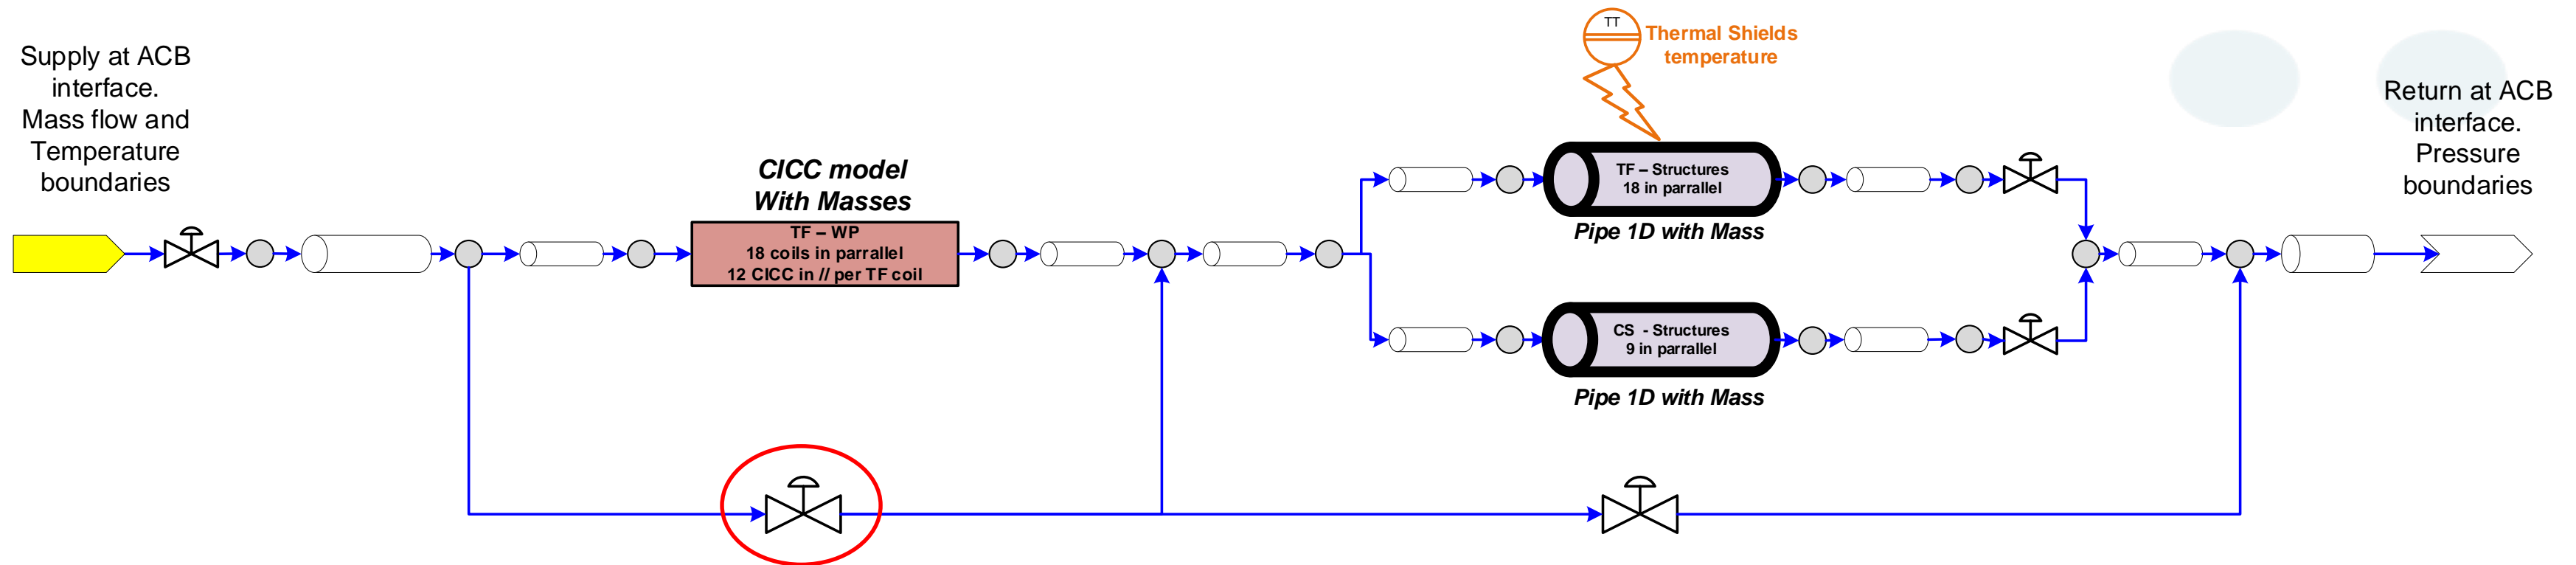 Supply at ACB
interface.
Mass flow and
Temperature
boundaries
CICC model
With Masses
TF – WP
18 coils in parrallel
12 CICC in // per TF coil
TT
Thermal Shields
temperature
TF – Structures
18 in parrallel
Pipe 1D with Mass
CS - Structures
9 in parrallel
Pipe 1D with Mass
Return at ACB
interface.
Pressure
boundaries